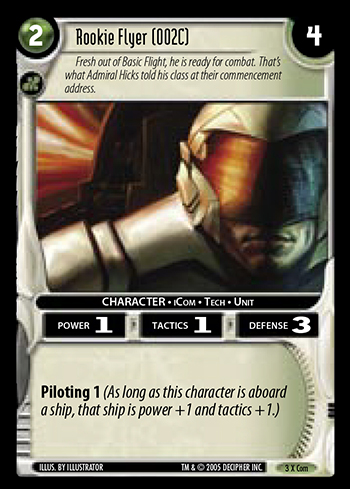 2 Rookie Flyer (002C) 4
Fresh out of Basic Flight, he is ready for combat. That's
what Admiral Hicks told his class at their commencement
address.
CHARACTER • iCom • Tech • Unit
POWER 1 TACTICS 1 DEFENSE 3
Piloting 1 (As long as this character is aboard
a ship, that ship is power +1 and tactics +1.)
ILLUS. BY ILLUSTRATOR TM & © 2005 DECIPHER INC. 3 X Com